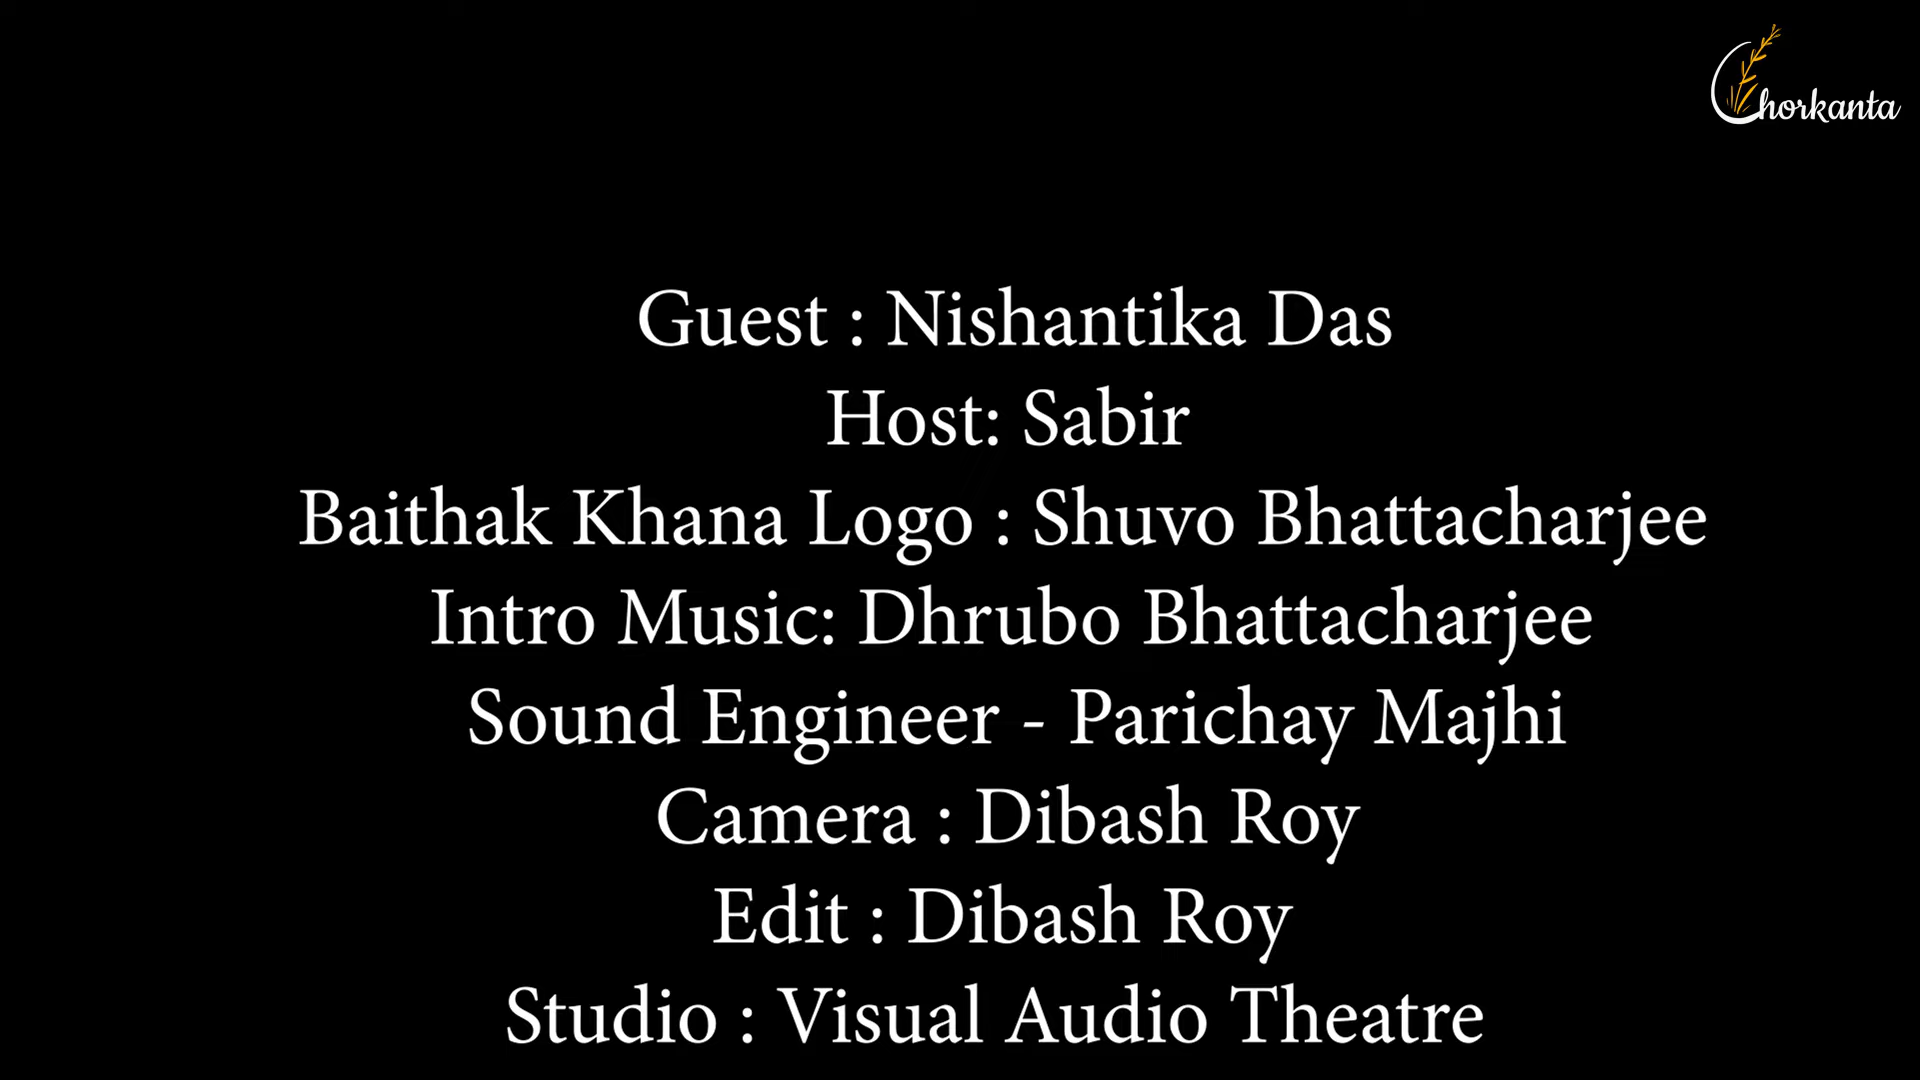 Chorkanta
Guest : Nishantika Das
Host: Sabir
Baithak Khana Logo : Shuvo Bhattacharjee
Intro Music: Dhrubo Bhattacharjee
Sound Engineer - Parichay Majhi
Camera : Dibash Roy
Edit : Dibash Roy
Studio : Visual Audio Theatre